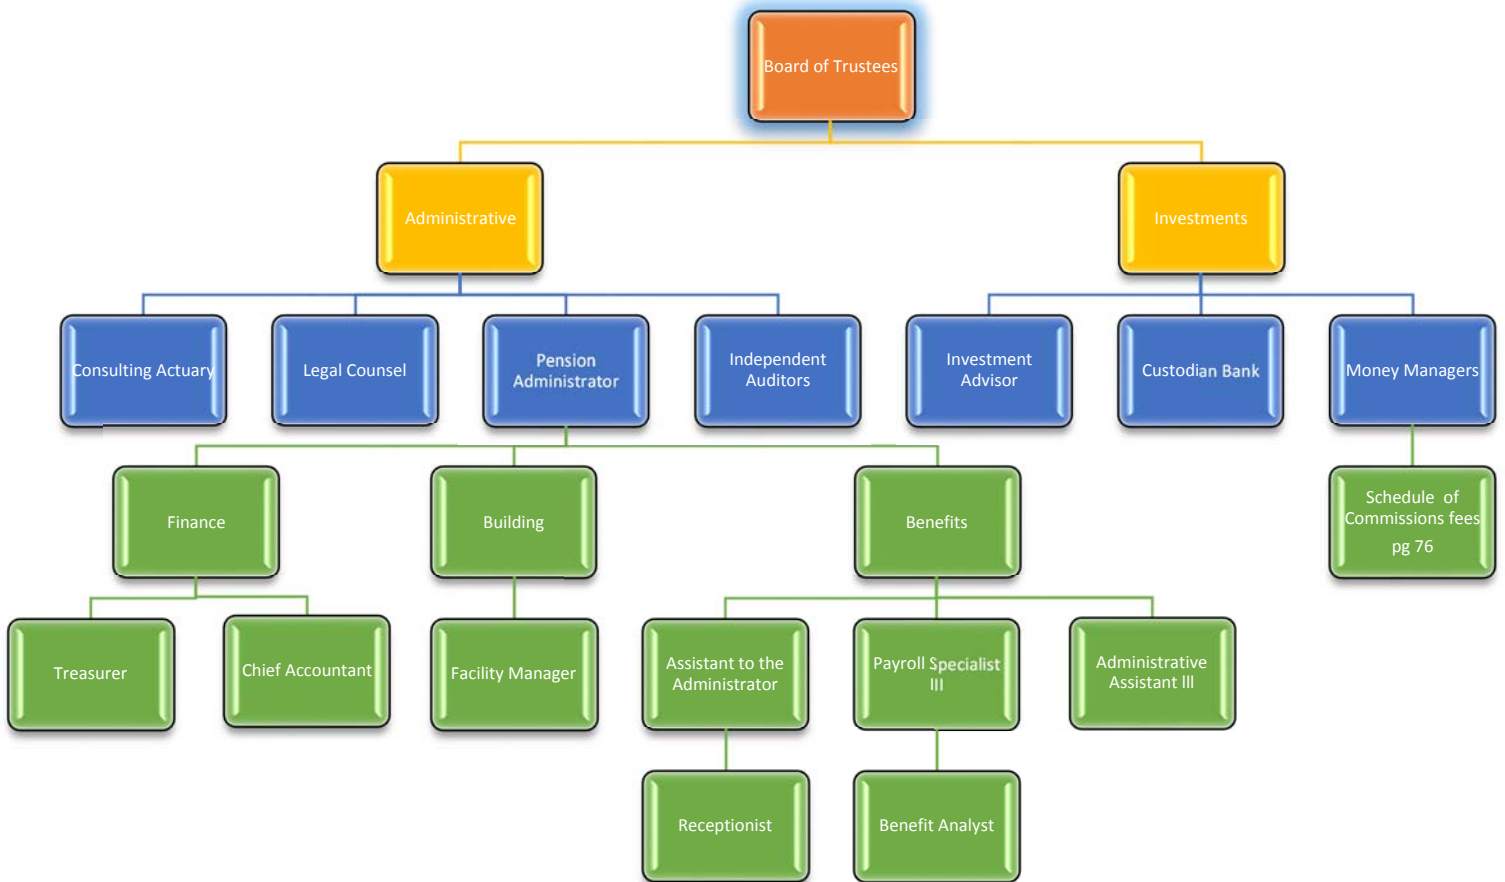 Board of Trustees
Administrative
Investments
Consulting Actuary
Legal Counsel
Pension
Administrator
Independent
Auditors
Investment
Advisor
Custodian Bank
Money Managers
Finance
Building
Benefits
Schedule of
Commissions fees
pg 76
Treasurer
Chief Accountant
Facility Manager
Assistant to the
Administrator
Payroll Specialist
III
Administrative
Assistant III
Receptionist
Benefit Analyst